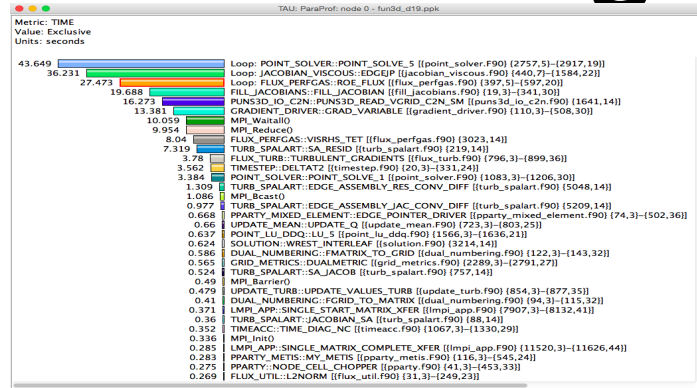 TAU: ParaProf: node 0 - fun3d_d19.ppk
Metric: TIME
Value: Exclusive
Units: seconds
43.649 Loop: POINT_SOLVER::POINT_SOLVE_5 [{point_solver.F90} {2757,5}-{2917,19}]
36.231 Loop: JACOBIAN_VISCOUS::EDGEJP [{jacobian_viscous.f90} {440,7}-{1584,22}]
27.473 Loop: FLUX_PERFGAS::ROE_FLUX [{flux_perfgas.f90} {397,5}-{597,20}]
19.688 FILL_JACOBIANS::FILL_JACOBIAN [{fill_jacobians.f90} {19,3}-{341,30}]
16.273 PUNS3D_IO_C2N::PUNS3D_READ_VGRID_C2N_SM [{puns3d_io_c2n.f90} {1641,14}]
13.381 GRADIENT_DRIVER::GRAD_VARIABLE [{gradient_driver.f90} {110,3}-{508,30}]
10.059 MPI_Waitall()
9.954 MPI_Reduce()
8.04 FLUX_PERFGAS::VISRHS_TET [{flux_perfgas.f90} {3023,14}]
7.319 TURB_SPALART::SA_RESID [{turb_spalart.f90} {219,14}]
3.78 FLUX_TURB::TURBULENT_GRADIENTS [{flux_turb.f90} {796,3}-{899,36}]
3.562 TIMESTEP::DELTAT2 [{timestep.f90} {20,3}-{331,24}]
3.384 POINT_SOLVER::POINT_SOLVE_1 [{point_solver.F90} {1083,3}-{1206,30}]
1.309 TURB_SPALART::EDGE_ASSEMBLY_RES_CONV_DIFF [{turb_spalart.f90} {5048,14}]
1.086 MPI_Bcast()
0.977 TURB_SPALART::EDGE_ASSEMBLY_JAC_CONV_DIFF [{turb_spalart.f90} {5209,14}]
0.668 PPARTY_MIXED_ELEMENT::EDGE_POINTER_DRIVER [{pparty_mixed_element.f90} {74,3}-{502,36}]
0.66 UPDATE_MEAN::UPDATE_Q [{update_mean.F90} {723,3}-{803,25}]
0.637 POINT_LU_DDQ::LU_5 [{point_lu_ddq.f90} {1566,3}-{1636,21}]
0.624 SOLUTION::WREST_INTERLEAF [{solution.F90} {3214,14}]
0.586 DUAL_NUMBERING::FMATRIX_TO_GRID [{dual_numbering.f90} {122,3}-{143,32}]
0.565 GRID_METRICS::DUALMETRIC [{grid_metrics.f90} {2289,3}-{2791,27}]
0.524 TURB_SPALART::SA_JACOB [{turb_spalart.f90} {757,14}]
0.49 MPI_Barrier()
0.479 UPDATE_TURB::UPDATE_VALUES_TURB [{update_turb.f90} {854,3}-{877,35}]
0.41 DUAL_NUMBERING::FGRID_TO_MATRIX [{dual_numbering.f90} {94,3}-{115,32}]
0.371 LMPI_APP::SINGLE_START_MATRIX_XFER [{lmpi_app.F90} {7907,3}-{8132,41}]
0.36 TURB_SPALART::JACOBIAN_SA [{turb_spalart.f90} {88,14}]
0.352 TIMEACC::TIME_DIAG_NC [{timeacc.f90} {1067,3}-{1330,29}]
0.336 MPI_Init()
0.285 LMPI_APP::SINGLE_MATRIX_COMPLETE_XFER [{lmpi_app.F90} {11520,3}-{11626,44}]
0.283 PPARTY_METIS::MY_METIS [{pparty_metis.F90} {116,3}-{545,24}]
0.275 PPARTY::NODE_CELL_CHOPPER [{pparty.f90} {41,3}-{453,33}]
0.269 FLUX_UTIL::L2NORM [{flux_util.f90} {31,3}-{249,23}]